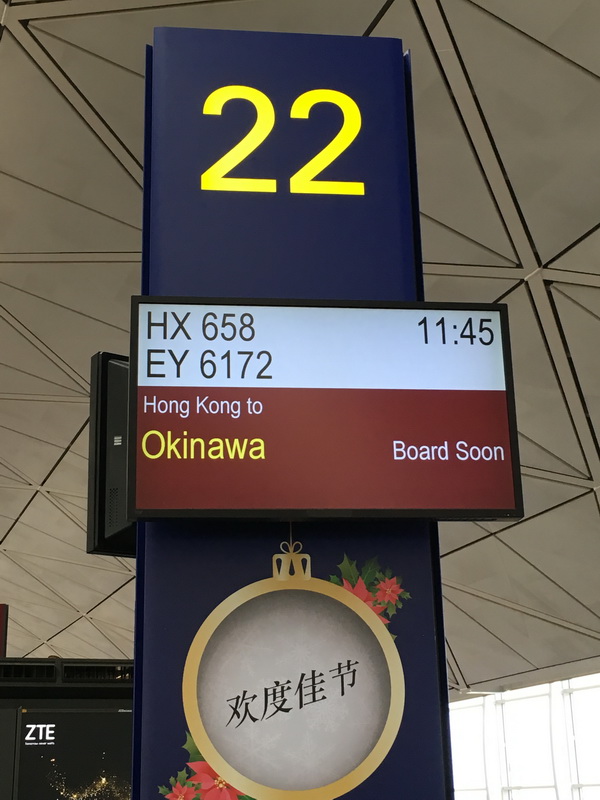 22
HX 658 11:45
EY 6172
Hong Kong to
Okinawa Board Soon
欢度佳节
ZTE